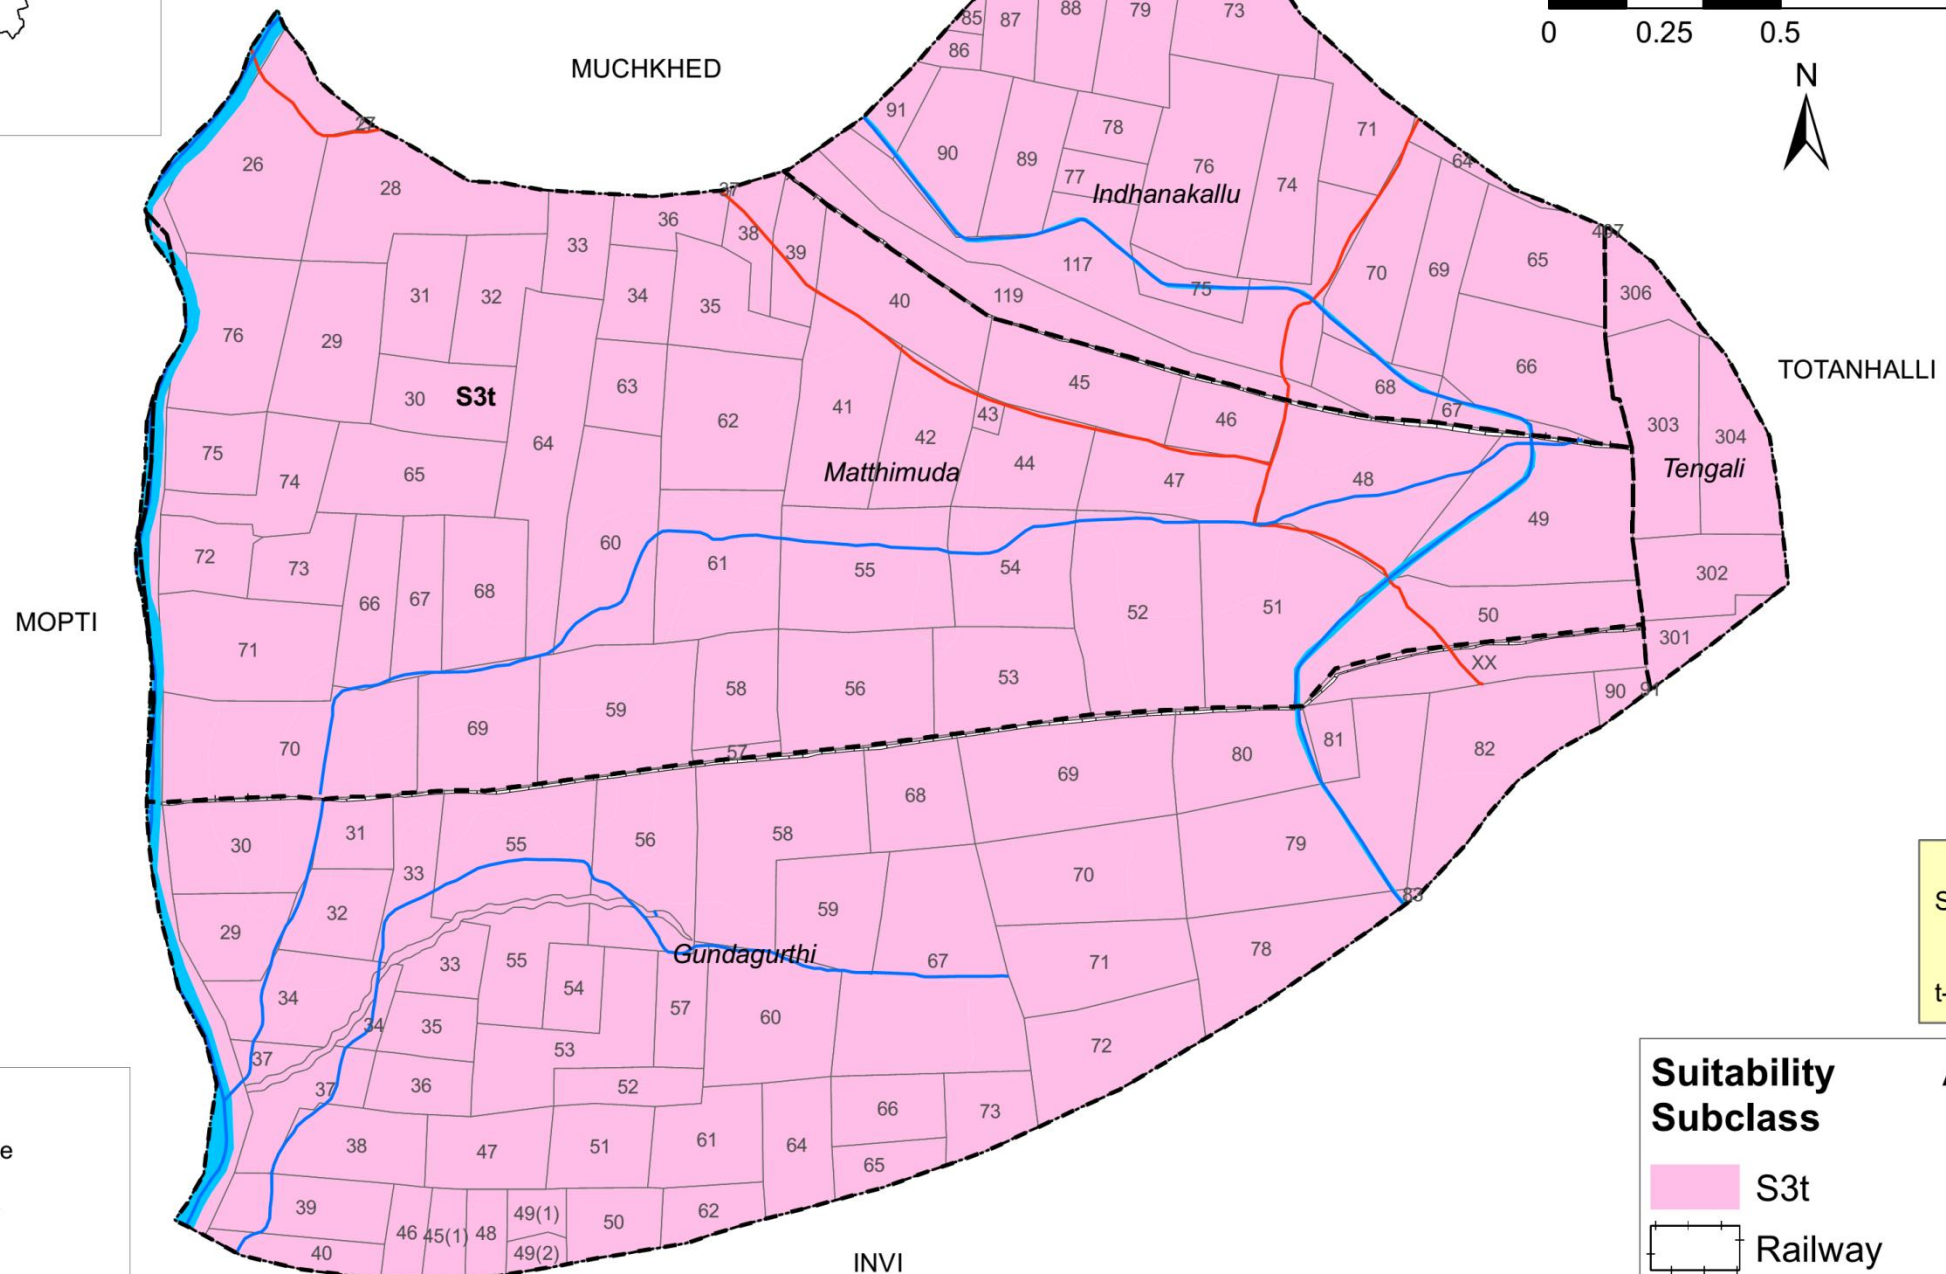 85 87 88 79 73
0 0.25 0.5
86
N
MUCHKHED
91
27
78 71
26 90 89 76 64
28 77 74
37 Indhanakallu
36
38 407
33 39 117 65
70 69
31 32 34 35 40 119 75 306
76 29
66 TOTANHALLI
30 S3t 63 45 68
41 43 67
62 46 303
75 64 42 304
74 65 Matthimuda 44 47 48 Tengali
49
72 60
73 61 55 54 302
66 67 68 52 51 50
MOPTI 301
71 XX
58 56 53 90 91
59
69 81
70 57 80 82
69
68
30 31 58
55 56 79
33 70
32 59 83
29
Gundagurthi 78
33 55 67 71
54
34 57
34 35 60
53 72
37
37 36 52
66 73
38 47 51 61 64
65
39 49(1) 62
46 45(1) 48 50
40 49(2)
INVI
e
S
t-
Suitability
Subclass
S3t
Railway